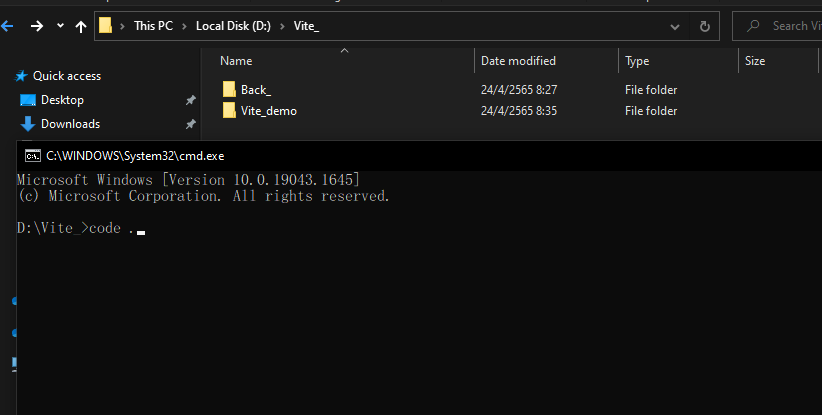 This PC > Local Disk (D:) > Vite_
Search Vi
Name Date modified Type Size
Quick access
Desktop
Downloads
Back_ 24/4/2565 8:27 File folder
Vite_demo 24/4/2565 8:35 File folder
C:\WINDOWS\System32\cmd.exe
Microsoft Windows [Version 10.0.19043.1645]
(c) Microsoft Corporation. All rights reserved.
D:\Vite_>code .